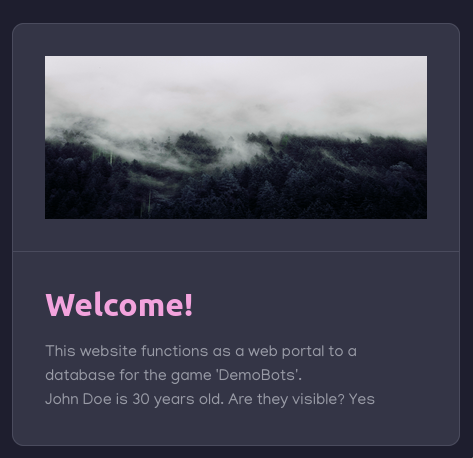 Welcome!
This website functions as a web portal to a
database for the game 'DemoBots'.
John Doe is 30 years old. Are they visible? Yes